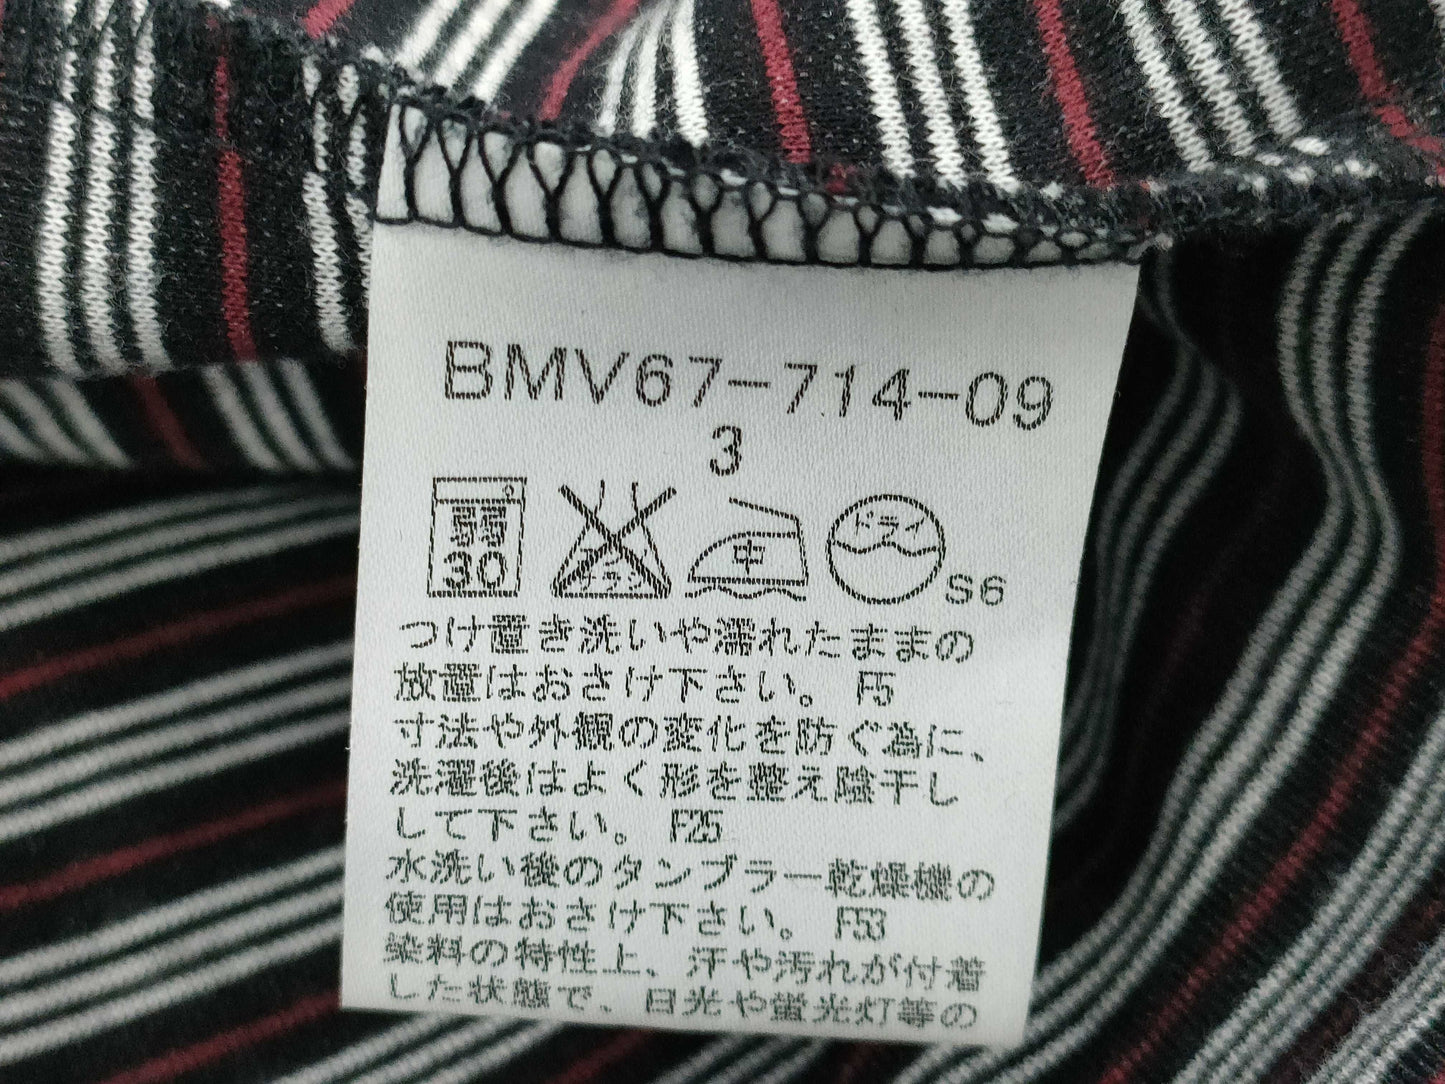 BMV67-714-09
3
弱
30
エンソ
サラシ
中
ドライ
S6
つけ置き洗いや濡れたままの
放置はおさけ下さい。 F5
寸法や外観の変化を防ぐ為に、
洗濯後はよく形を整え陰干し
して下さい。 F25
水洗い後のタンブラー乾燥機の
使用はおさけ下さい。 F53
染料の特性上、汗や汚れが付着
した状態で、日光や蛍光灯等の